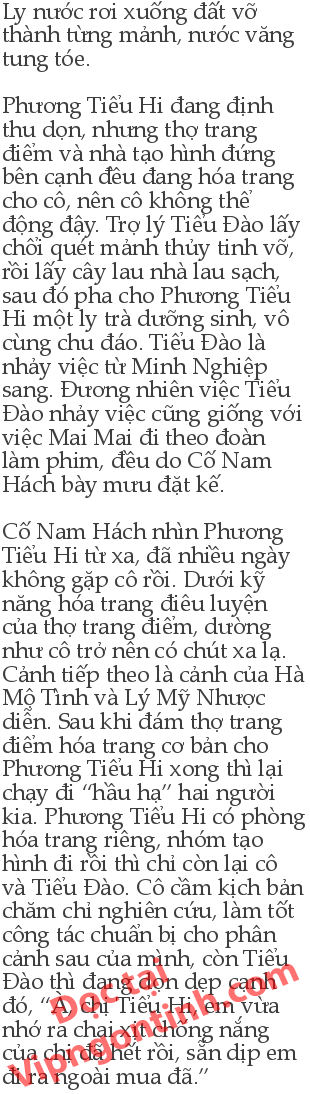 Ly nước rơi xuống đất vỡ
thành từng mảnh, nước văng
tung tóe.
Phương Tiểu Hi đang định
thu dọn, nhưng thợ trang
điểm và nhà tạo hình đứng
bên cạnh đều đang hóa trang
cho cô, nên cô không thể
động đậy. Trợ lý Tiểu Đào lấy
chổi quét mảnh thủy tinh vỡ,
rồi lấy cây lau nhà lau sạch,
sau đó pha cho Phương Tiểu
Hi một ly trà dưỡng sinh, vô
cùng chu đáo. Tiểu Đào là
nhảy việc từ Minh Nghiệp
sang. Đương nhiên việc Tiểu
Đào nhảy việc cũng giống với
việc Mai Mai đi theo đoàn
làm phim, đều do Cố Nam
Hách bày mưu đặt kế.
Cố Nam Hách nhìn Phương
Tiểu Hi từ xa, đã nhiều ngày
không gặp cô rồi. Dưới kỹ
năng hóa trang điêu luyện
của thợ trang điểm, dường
như cô trở nên có chút xa lạ.
Cảnh tiếp theo là cảnh của Hà
Mộ Tình và Lý Mỹ Nhược
diễn. Sau khi đám thợ trang
điểm hóa trang cơ bản cho
Phương Tiểu Hi xong thì lại
chạy đi “hầu hạ” hai người
kia. Phương Tiểu Hi có phòng
hóa trang riêng, nhóm tạo
hình đi rồi thì chỉ còn lại cô
và Tiểu Đào. Cô cầm kịch bản
chăm chỉ nghiên cứu, làm tốt
công tác chuẩn bị cho phân
cảnh sau của mình, còn Tiểu
Đào thì đang dọn dẹp cạnh
đó, “À, chị Tiểu Hi, em vừa
nhớ ra chai xịt chống nắng
của chị đã hết rồi, sẵn dịp em
đi ra ngoài mua đã.”
Doc tại
Vipngontinh.com